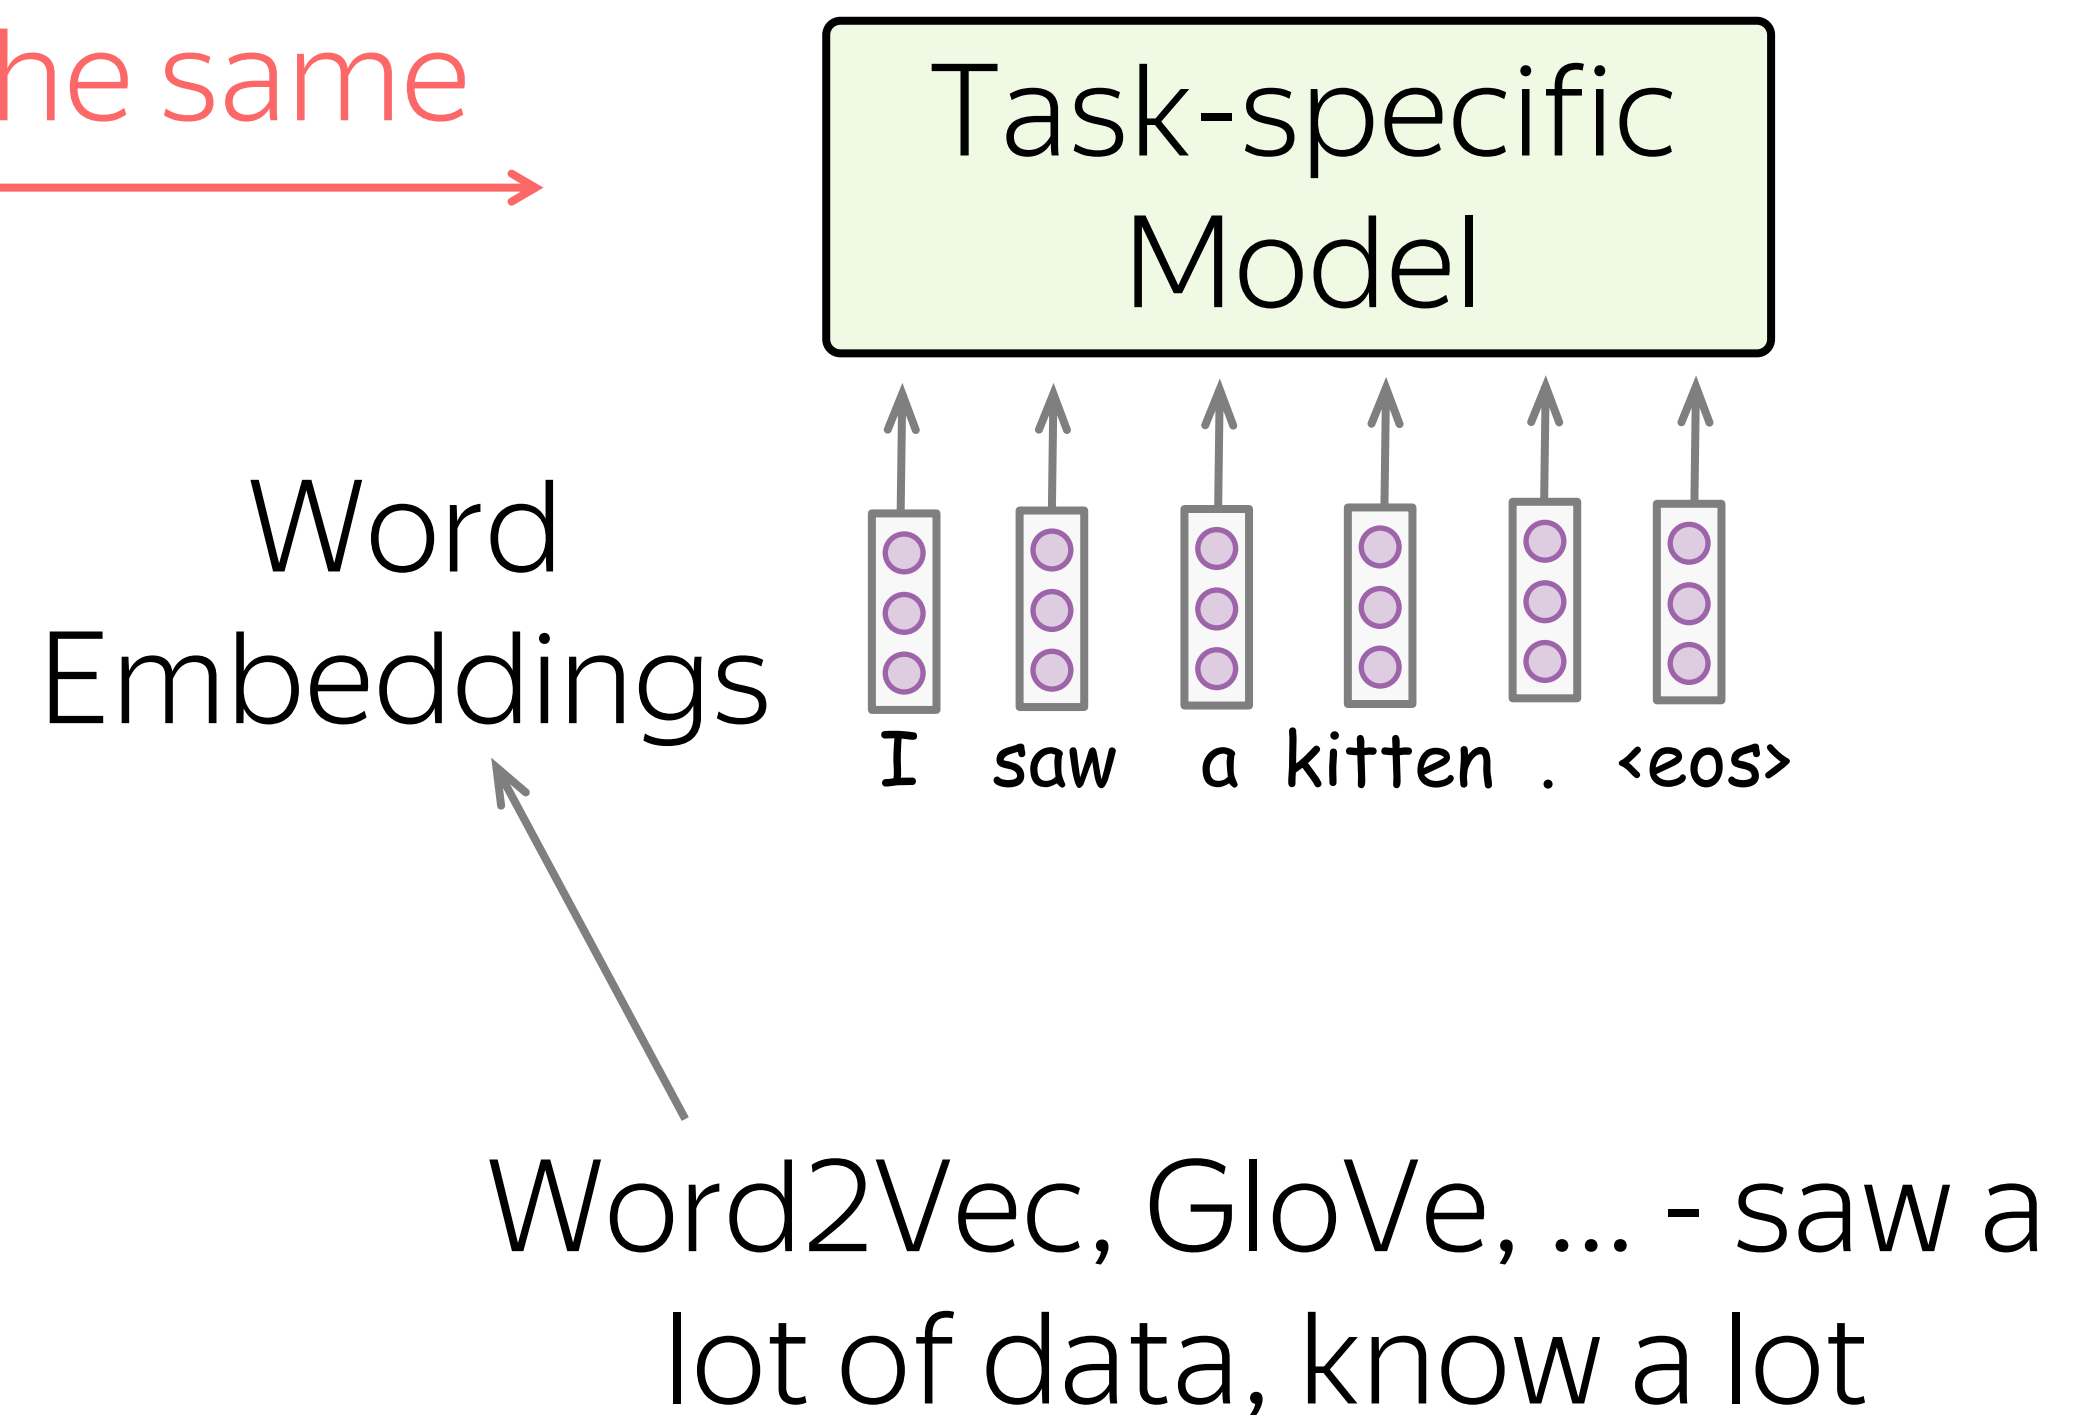 he same
Task-specific
Model
Word
Embeddings
I saw a kitten . <eos>
Word2Vec, GloVe, ... - saw a
lot of data, know a lot